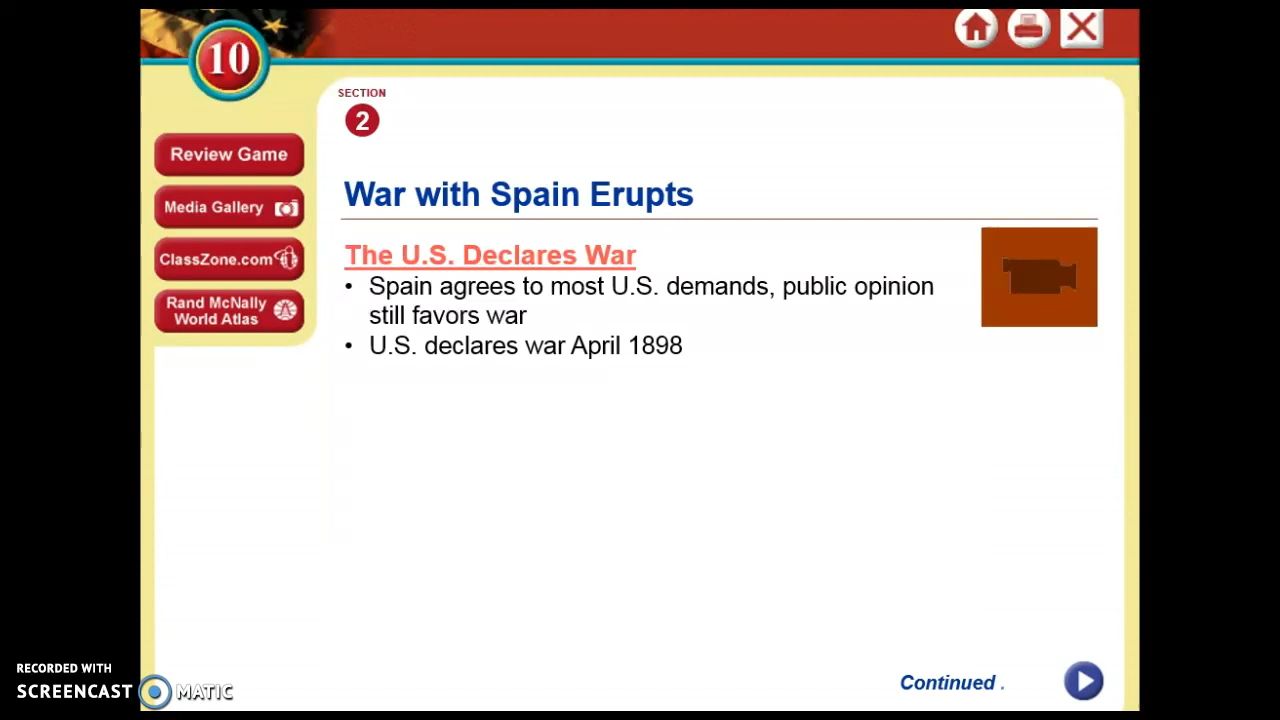 10
SECTION
2
Review Game
Media Gallery
ClassZone.com
Rand McNally
World Atlas
War with Spain Erupts
The U.S. Declares War
• Spain agrees to most U.S. demands, public opinion
still favors war
• U.S. declares war April 1898
Continued .
RECORDED WITH
SCREENCAST MATIC